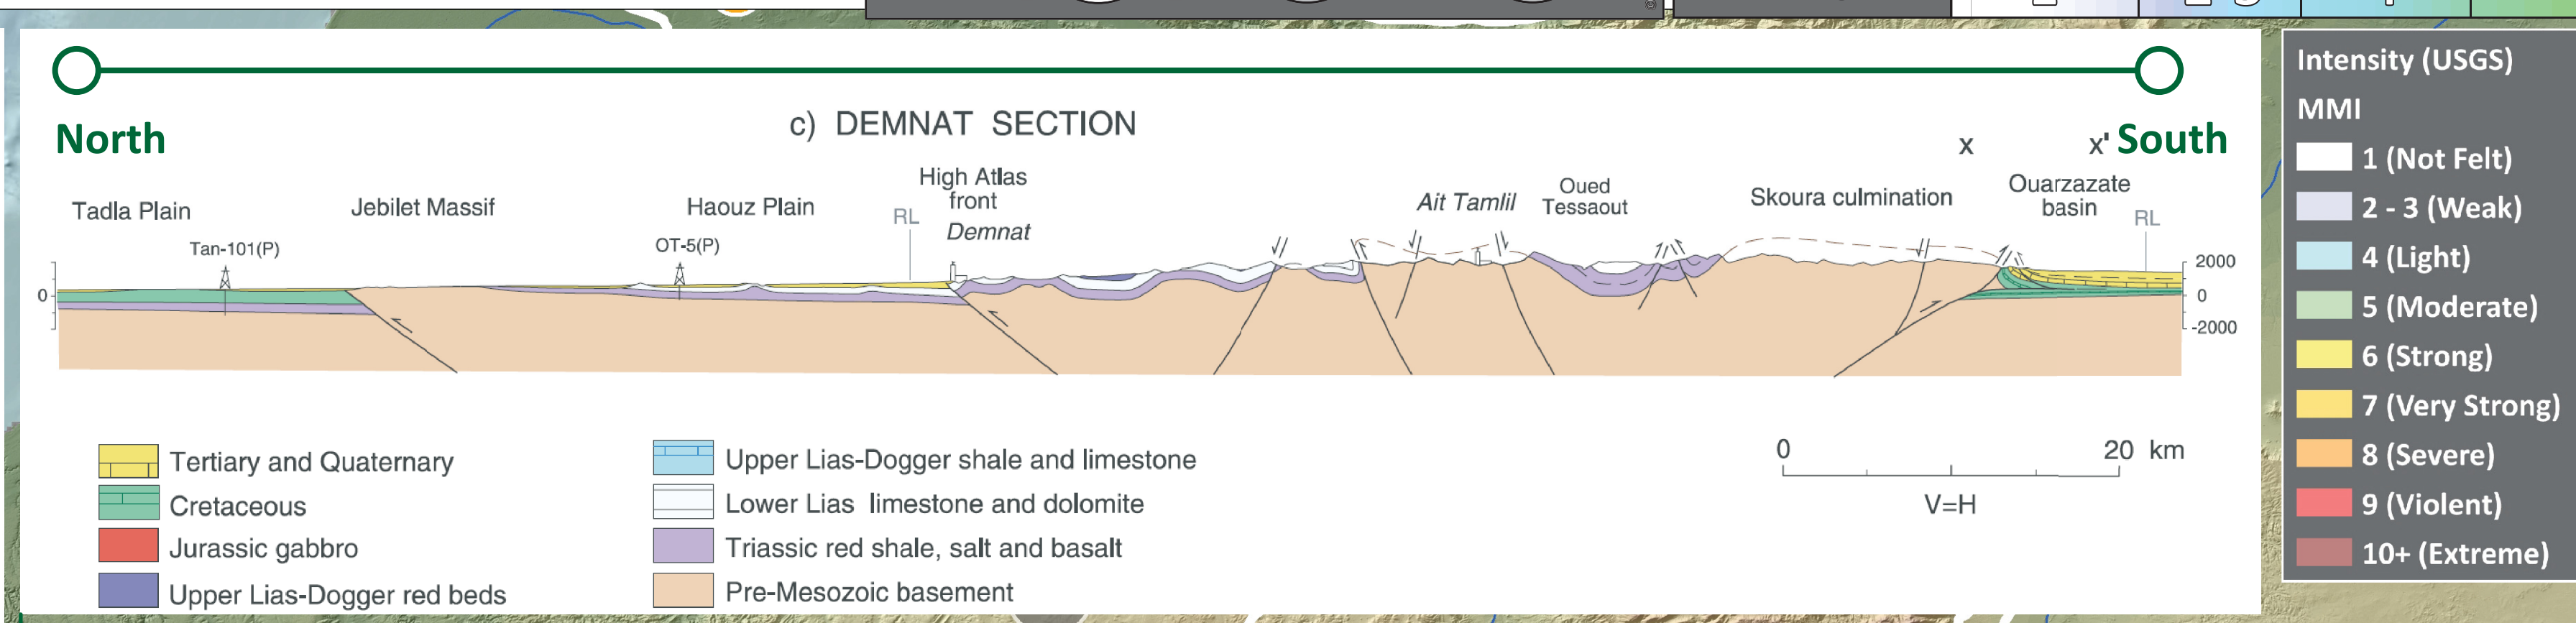 North
c) DEMNAT SECTION
x
x' South
Tadla Plain
Jebilet Massif
Haouz Plain
RL
High Atlas
front
Demnat
Ait Tamlil
Oued
Tessaout
Skoura culmination
Ouarzazate
basin
RL
Tan-101(P)
OT-5(P)
0
2000
0
-2000
Tertiary and Quaternary
Cretaceous
Jurassic gabbro
Upper Lias-Dogger red beds
Upper Lias-Dogger shale and limestone
Lower Lias limestone and dolomite
Triassic red shale, salt and basalt
Pre-Mesozoic basement
0 20 km
V=H
Intensity (USGS)
MMI
1 (Not Felt)
2 - 3 (Weak)
4 (Light)
5 (Moderate)
6 (Strong)
7 (Very Strong)
8 (Severe)
9 (Violent)
10+ (Extreme)